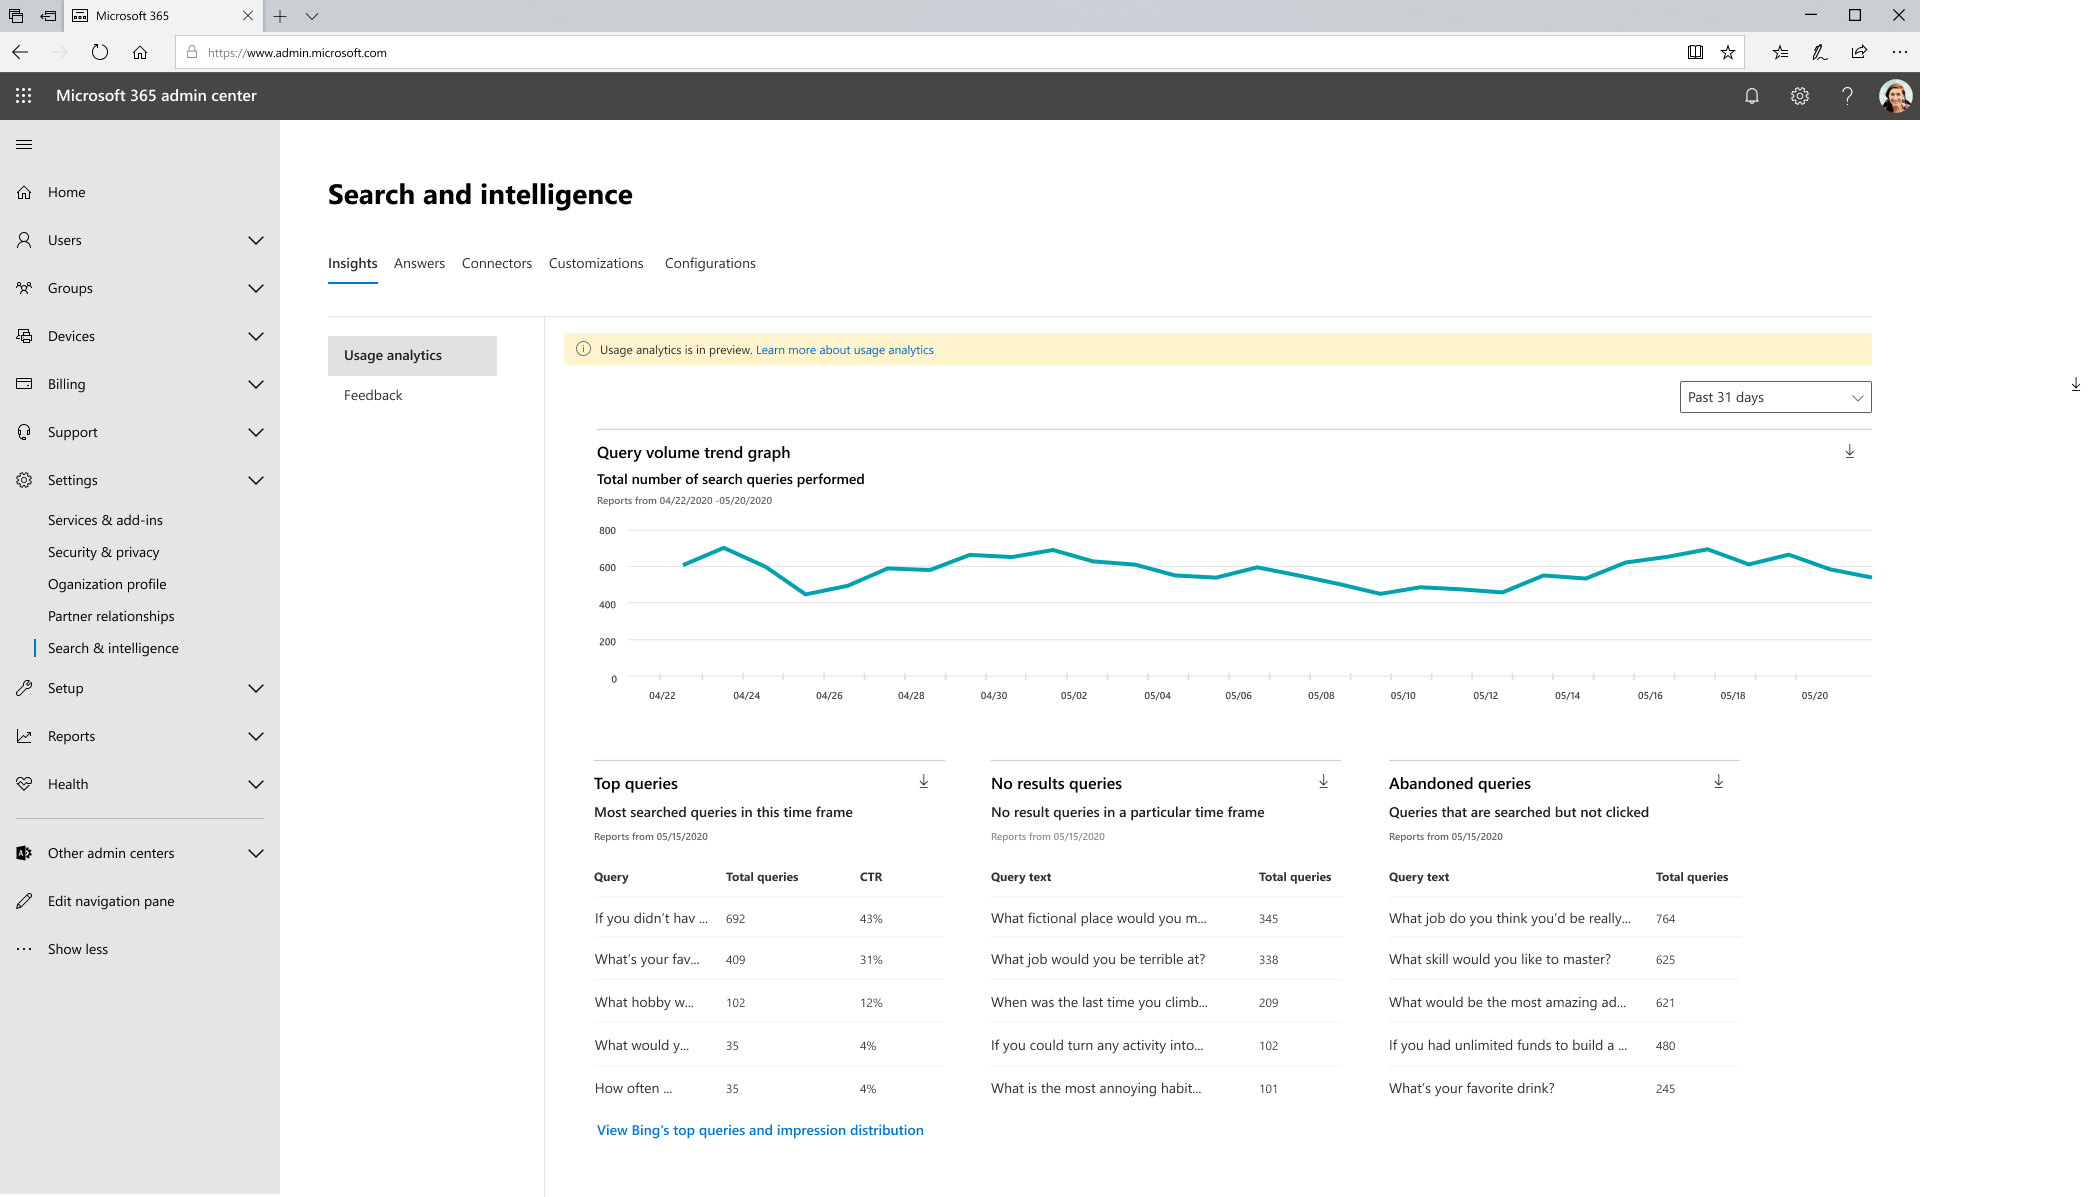 Microsoft 365
https://www.admin.microsoft.com
Microsoft 365 admin center
Home
Users
Groups
Devices
Billing
Support
Settings
Services & add-ins
Security & privacy
Oganization profile
Partner relationships
Search & intelligence
Setup
Reports
Health
Other admin centers
Edit navigation pane
Show less
Search and intelligence
Insights Answers Connectors Customizations Configurations
Usage analytics
Feedback
Usage analytics is in preview. Learn more about usage analytics
Past 31 days
Query volume trend graph
Total number of search queries performed
Reports from 04/22/2020 -05/20/2020
800
600
400
200
0
04/22 04/24 04/26 04/28 04/30 05/02 05/04 05/06 05/08 05/10 05/12 05/14 05/16 05/18 05/20
Top queries
Most searched queries in this time frame
Reports from 05/15/2020
Query Total queries CTR
If you didn’t hav ... 692 43%
What’s your fav... 409 31%
What hobby w... 102 12%
What would y... 35 4%
How often ... 35 4%
View Bing's top queries and impression distribution
No results queries
No result queries in a particular time frame
Reports from 05/15/2020
Query text Total queries
What fictional place would you m... 345
What job would you be terrible at? 338
When was the last time you climb... 209
If you could turn any activity into... 102
What is the most annoying habit... 101
Abandoned queries
Queries that are searched but not clicked
Reports from 05/15/2020
Query text Total queries
What job do you think you’d be really... 764
What skill would you like to master? 625
What would be the most amazing ad... 621
If you had unlimited funds to build a ... 480
What’s your favorite drink? 245